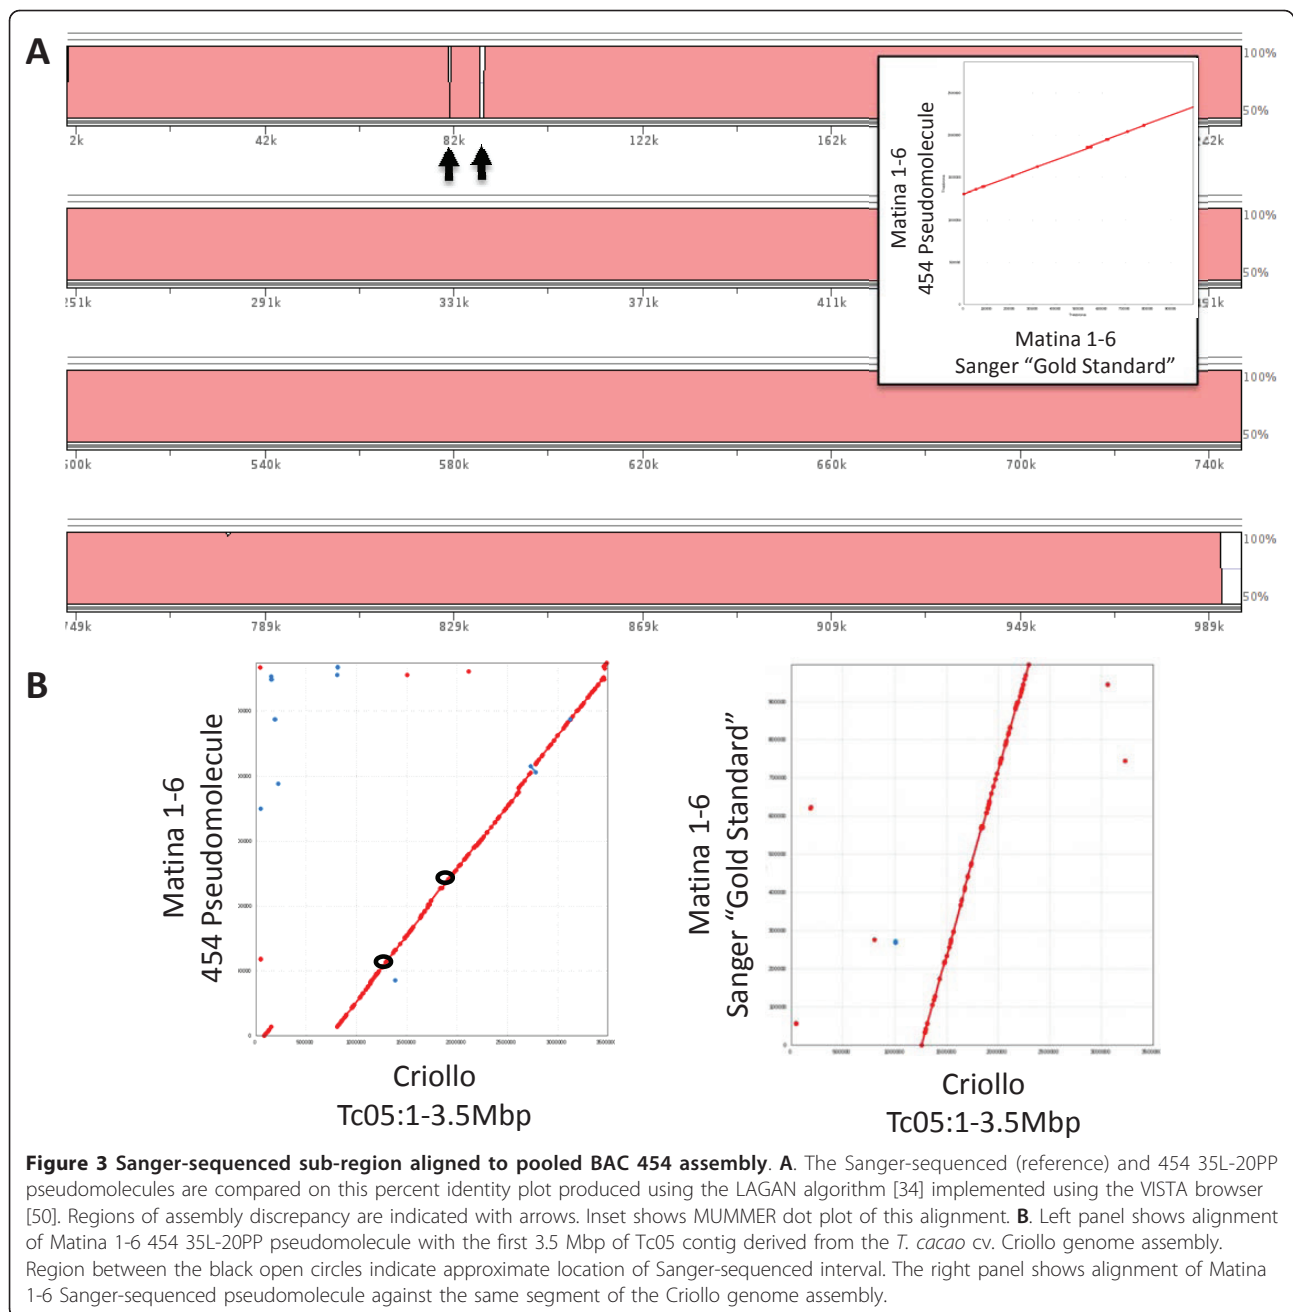 A
100%
50%
2k 42k 82k 122k 162k 242k
100%
50%
251k 291k 331k 371k 411k 491k
Matina 1-6
454 Pseudomolecule
Matina 1-6
Sanger “Gold Standard”
100%
50%
500k 540k 580k 620k 660k 700k 740k
100%
50%
749k 789k 829k 869k 909k 949k 989k
B
Matina 1-6
454 Pseudomolecule
Criollo
Tc05:1-3.5Mbp
Matina 1-6
Sanger “Gold Standard”
Criollo
Tc05:1-3.5Mbp
Figure 3 Sanger-sequenced sub-region aligned to pooled BAC 454 assembly. A. The Sanger-sequenced (reference) and 454 35L-20PP
pseudomolecules are compared on this percent identity plot produced using the LAGAN algorithm [34] implemented using the VISTA browser
[50]. Regions of assembly discrepancy are indicated with arrows. Inset shows MUMMER dot plot of this alignment. B. Left panel shows alignment
of Matina 1-6 454 35L-20PP pseudomolecule with the first 3.5 Mbp of Tc05 contig derived from the T. cacao cv. Criollo genome assembly.
Region between the black open circles indicate approximate location of Sanger-sequenced interval. The right panel shows alignment of Matina
1-6 Sanger-sequenced pseudomolecule against the same segment of the Criollo genome assembly.